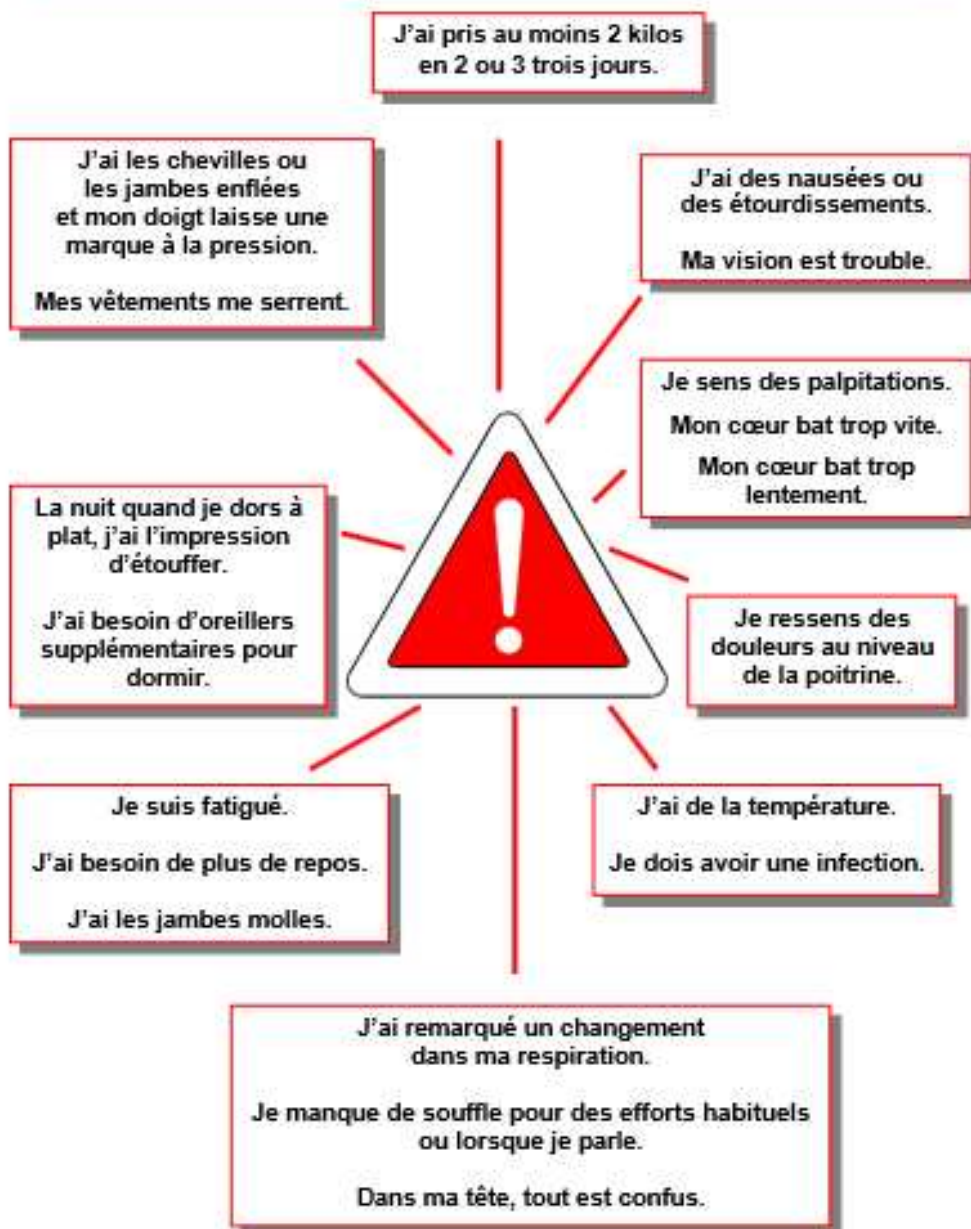 J'ai pris au moins 2 kilos
en 2 ou 3 trois jours.
J'ai les chevilles ou
les jambes enflées
et mon doigt laisse une
marque à la pression.
Mes vêtements me serrent.
J'ai des nausées ou
des étourdissements.
Ma vision est trouble.
Je sens des palpitations.
Mon cœur bat trop vite.
Mon cœur bat trop
lentement.
La nuit quand je dors à
plat, j'ai l'impression
d'étouffer.
J'ai besoin d'oreillers
supplémentaires pour
dormir.
Je ressens des
douleurs au niveau
de la poitrine.
Je suis fatigué.
J'ai besoin de plus de repos.
J'ai les jambes molles.
J'ai de la température.
Je dois avoir une infection.
J'ai remarqué un changement
dans ma respiration.
Je manque de souffle pour des efforts habituels
ou lorsque je parle.
Dans ma tête, tout est confus.